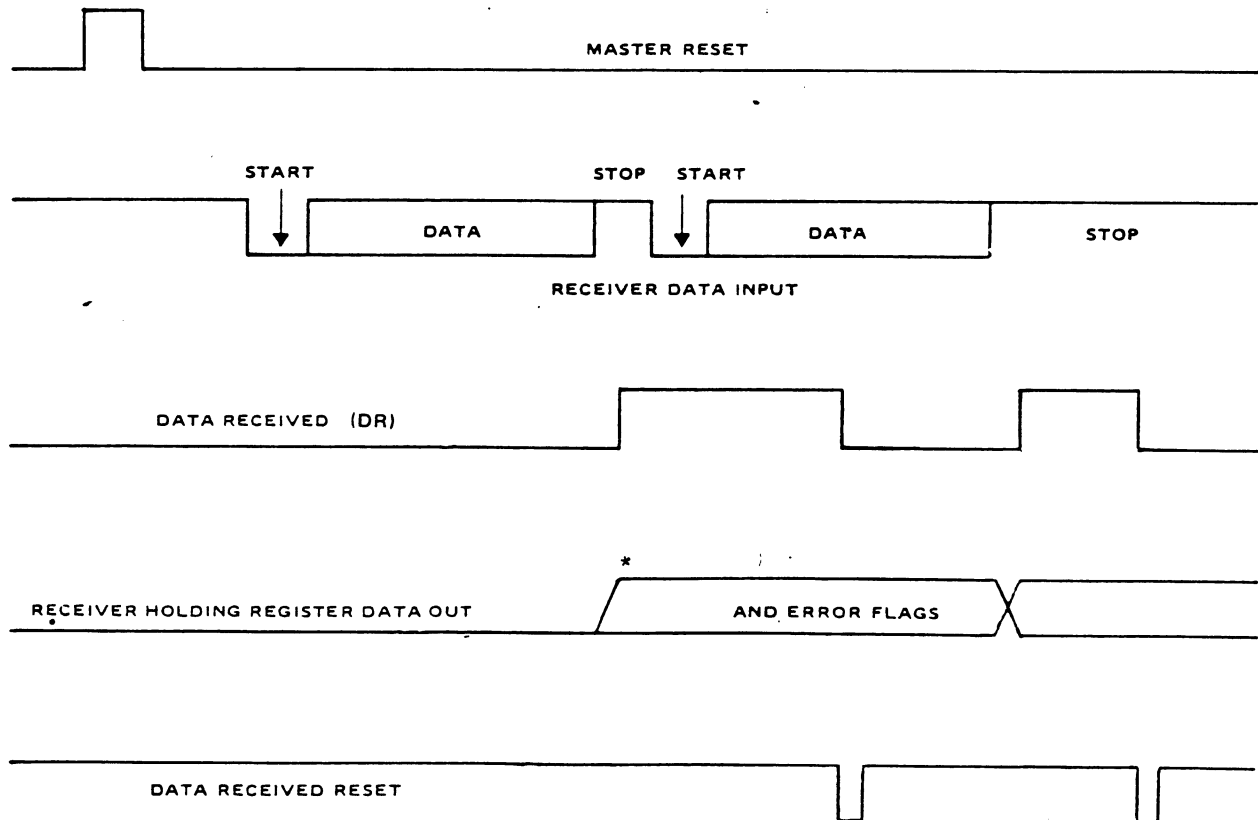 MASTER RESET
START STOP START
DATA DATA STOP
RECEIVER DATA INPUT
DATA RECEIVED (DR)
*
RECEIVER HOLDING REGISTER DATA OUT AND ERROR FLAGS
DATA RECEIVED RESET